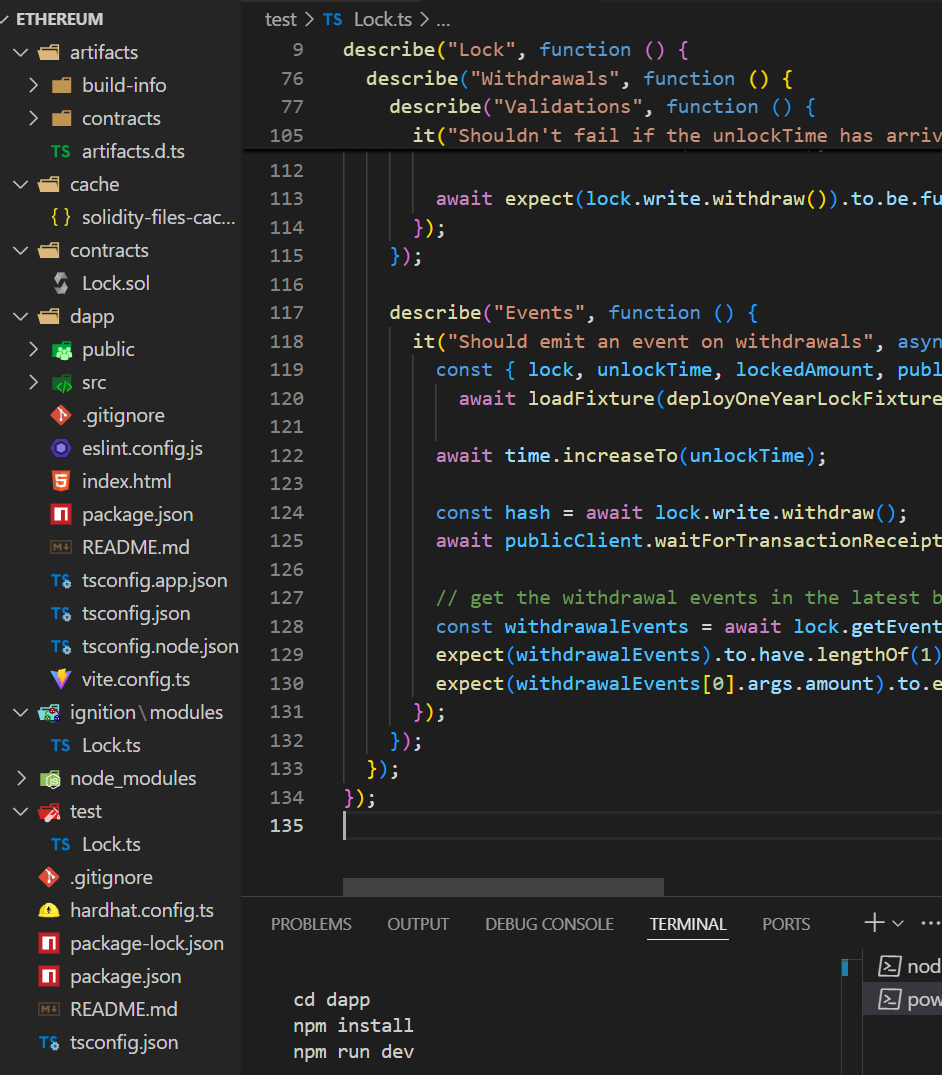 ETHEREUM
artifacts
build-info
contracts
TS artifacts.d.ts
cache
{ } solidity-files-cac...
contracts
Lock.sol
dapp
public
src
.gitignore
eslint.config.js
index.html
package.json
README.md
TS tsconfig.app.json
TS tsconfig.json
TS tsconfig.node.json
vite.config.ts
ignition\modules
TS Lock.ts
node_modules
test
TS Lock.ts
.gitignore
hardhat.config.ts
package-lock.json
package.json
README.md
TS tsconfig.json
test > TS Lock.ts > ...
9 describe("Lock", function () {
76 describe("Withdrawals", function () {
77 describe("Validations", function () {
105 it("Shouldn't fail if the unlockTime has arriv
112
113 await expect(lock.write.withdraw()).to.be.fu
114 });
115 });
116
117 describe("Events", function () {
118 it("Should emit an event on withdrawals", asyn
119 const { lock, unlockTime, lockedAmount, publ
120 await loadFixture(deployOneYearLockFixture
121
122 await time.increaseTo(unlockTime);
123
124 const hash = await lock.write.withdraw();
125 await publicClient.waitForTransactionReceipt
126
127 // get the withdrawal events in the latest b
128 const withdrawalEvents = await lock.getEvent
129 expect(withdrawalEvents).to.have.lengthOf(1)
130 expect(withdrawalEvents[0].args.amount).to.e
131 });
132 });
133 });
134 });
135
PROBLEMS OUTPUT DEBUG CONSOLE TERMINAL PORTS
cd dapp
npm install
npm run dev
nod
pow